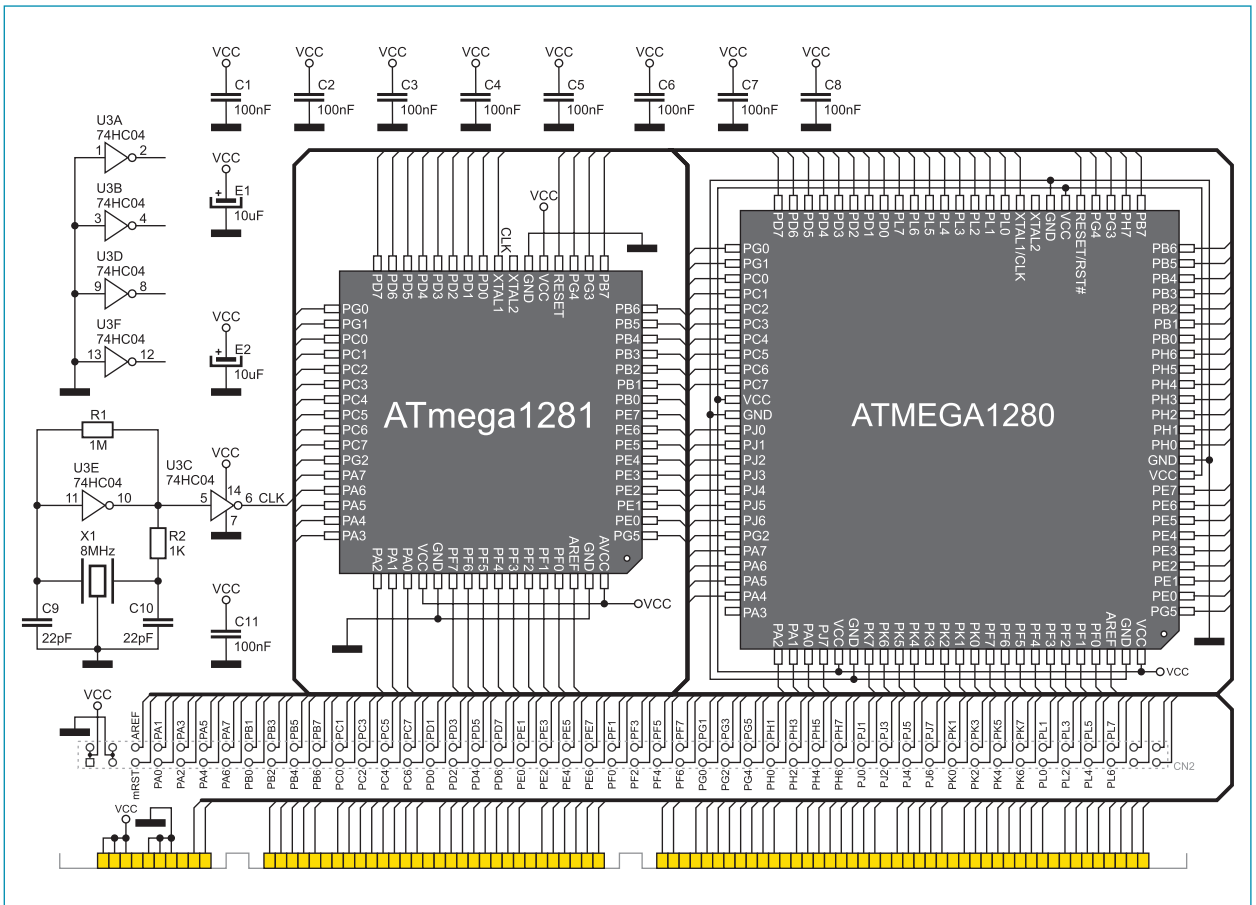 VCC VCC VCC VCC VCC VCC VCC VCC
C1 C2 C3 C4 C5 C6 C7 C8
100nF 100nF 100nF 100nF 100nF 100nF 100nF 100nF
U3A
74HC04
1 2
U3B
74HC04
3 4
U3D
74HC04
9 8
U3F
74HC04
13 12
VCC
+ E1
10uF
VCC
+ E2
10uF
R1
1M
U3E
74HC04
11 10
U3C
74HC04
VCC
5 14 6 CLK
7
X1
8MHz
R2
1K
C9
22pF
C10
22pF
VCC
C11
100nF
VCC
CLK
PD7 PD6 PD5 PD4 PD3 PD2 PD1 PD0 XTAL1 XTAL2 GND VCC RESET PG4 PG3 PB7
PG0 PG1 PC0 PC1 PC2 PC3 PC4 PC5 PC6 PC7 PG2 PA7 PA6 PA5 PA4 PA3
ATmega1281
PB6 PB5 PB4 PB3 PB2 PB1 PB0 PE7 PE6 PE5 PE4 PE3 PE2 PE1 PE0 PG5
PA2 PA1 PA0 VCC GND PF7 PF6 PF5 PF4 PF3 PF2 PF1 PF0 AREF GND AVCC
VCC
PD7 PD6 PD5 PD4 PD3 PD2 PD1 PD0 PL7 PL6 PL5 PL4 PL3 PL2 PL1 PL0 XTAL1/CLK XTAL2 GND VCC RESET/RST# PG4 PG3 PH7 PB7
PG0 PG1 PC0 PC1 PC2 PC3 PC4 PC5 PC6 PC7 VCC GND PJ0 PJ1 PJ2 PJ3 PJ4 PJ5 PJ6 PG2 PA7 PA6 PA5 PA4 PA3
ATMEGA1280
PB6 PB5 PB4 PB3 PB2 PB1 PB0 PH6 PH5 PH4 PH3 PH2 PH1 PH0 GND VCC PE7 PE6 PE5 PE4 PE3 PE2 PE1 PE0 PG5
PA2 PA1 PA0 PJ7 VCC GND PK7 PK6 PK5 PK4 PK3 PK2 PK1 PK0 PF7 PF6 PF5 PF4 PF3 PF2 PF1 PF0 AREF GND VCC
VCC
VCC
AREF PA1 PA3 PA5 PA7 PB1 PB3 PB5 PB7 PC1 PC3 PC5 PC7 PD1 PD3 PD5 PD7 PE1 PE3 PE5 PE7 PF1 PF3 PF5 PF7 PG1 PG3 PG5 PH1 PH3 PH5 PH7 PJ1 PJ3 PJ5 PJ7 PK1 PK3 PK5 PK7 PL1 PL3 PL5 PL7
mRST PA0 PA2 PA4 PA6 PB0 PB2 PB4 PB6 PC0 PC2 PC4 PC6 PD0 PD2 PD4 PD6 PE0 PE2 PE4 PE6 PF0 PF2 PF4 PF6 PG0 PG2 PG4 PH0 PH2 PH4 PH6 PJ0 PJ2 PJ4 PJ6 PK0 PK2 PK4 PK6 PL0 PL2 PL4 PL6
CN2
VCC